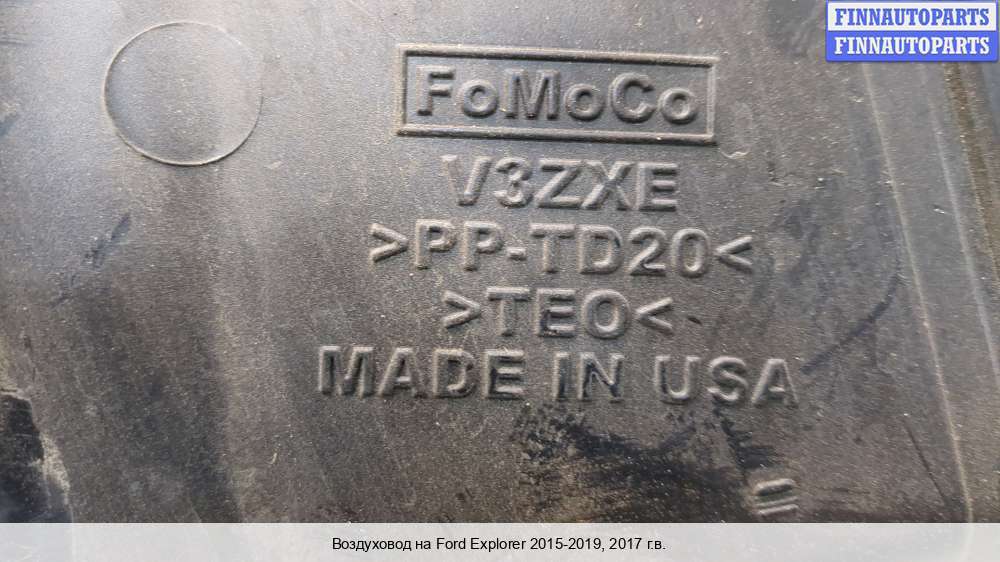 FINNAUTOPARTS
FINNAUTOPARTS
FoMoCo
V3ZXE
>PP-TD20<
>TEO<
MADE IN USA
Воздуховод на Ford Explorer 2015-2019, 2017 г.в.